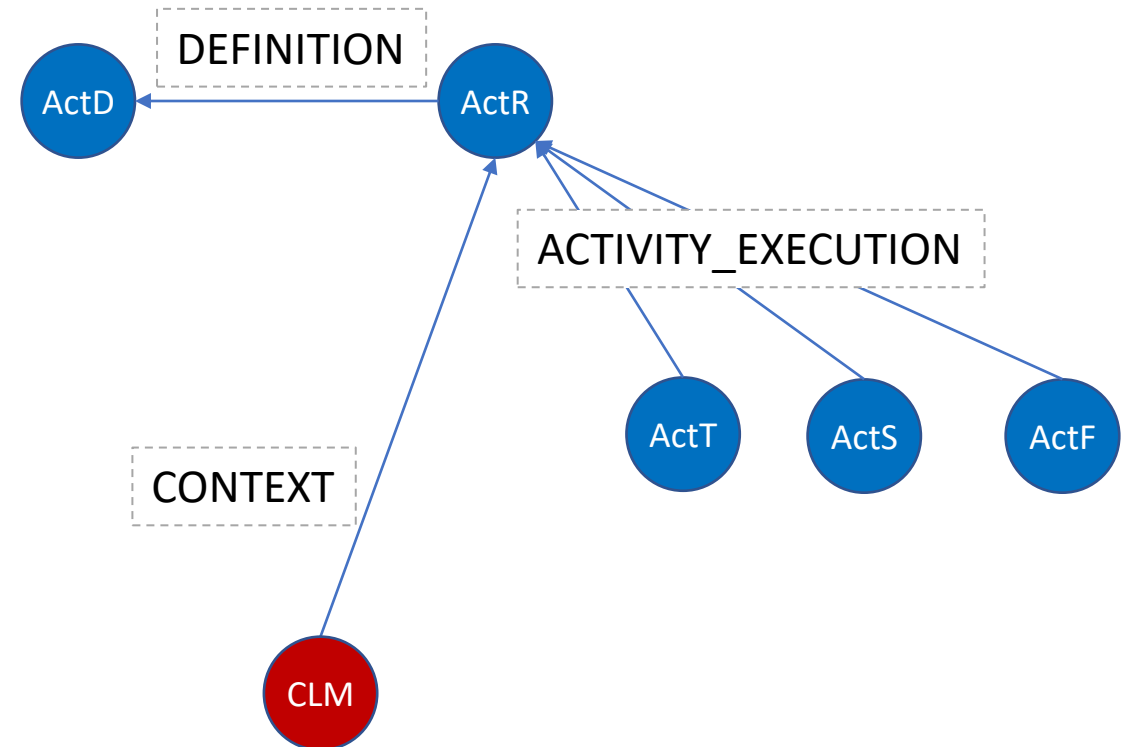 DEFINITION
ActD
ActR
ACTIVITY_EXECUTION
ActT
ActS
ActF
CONTEXT
CLM